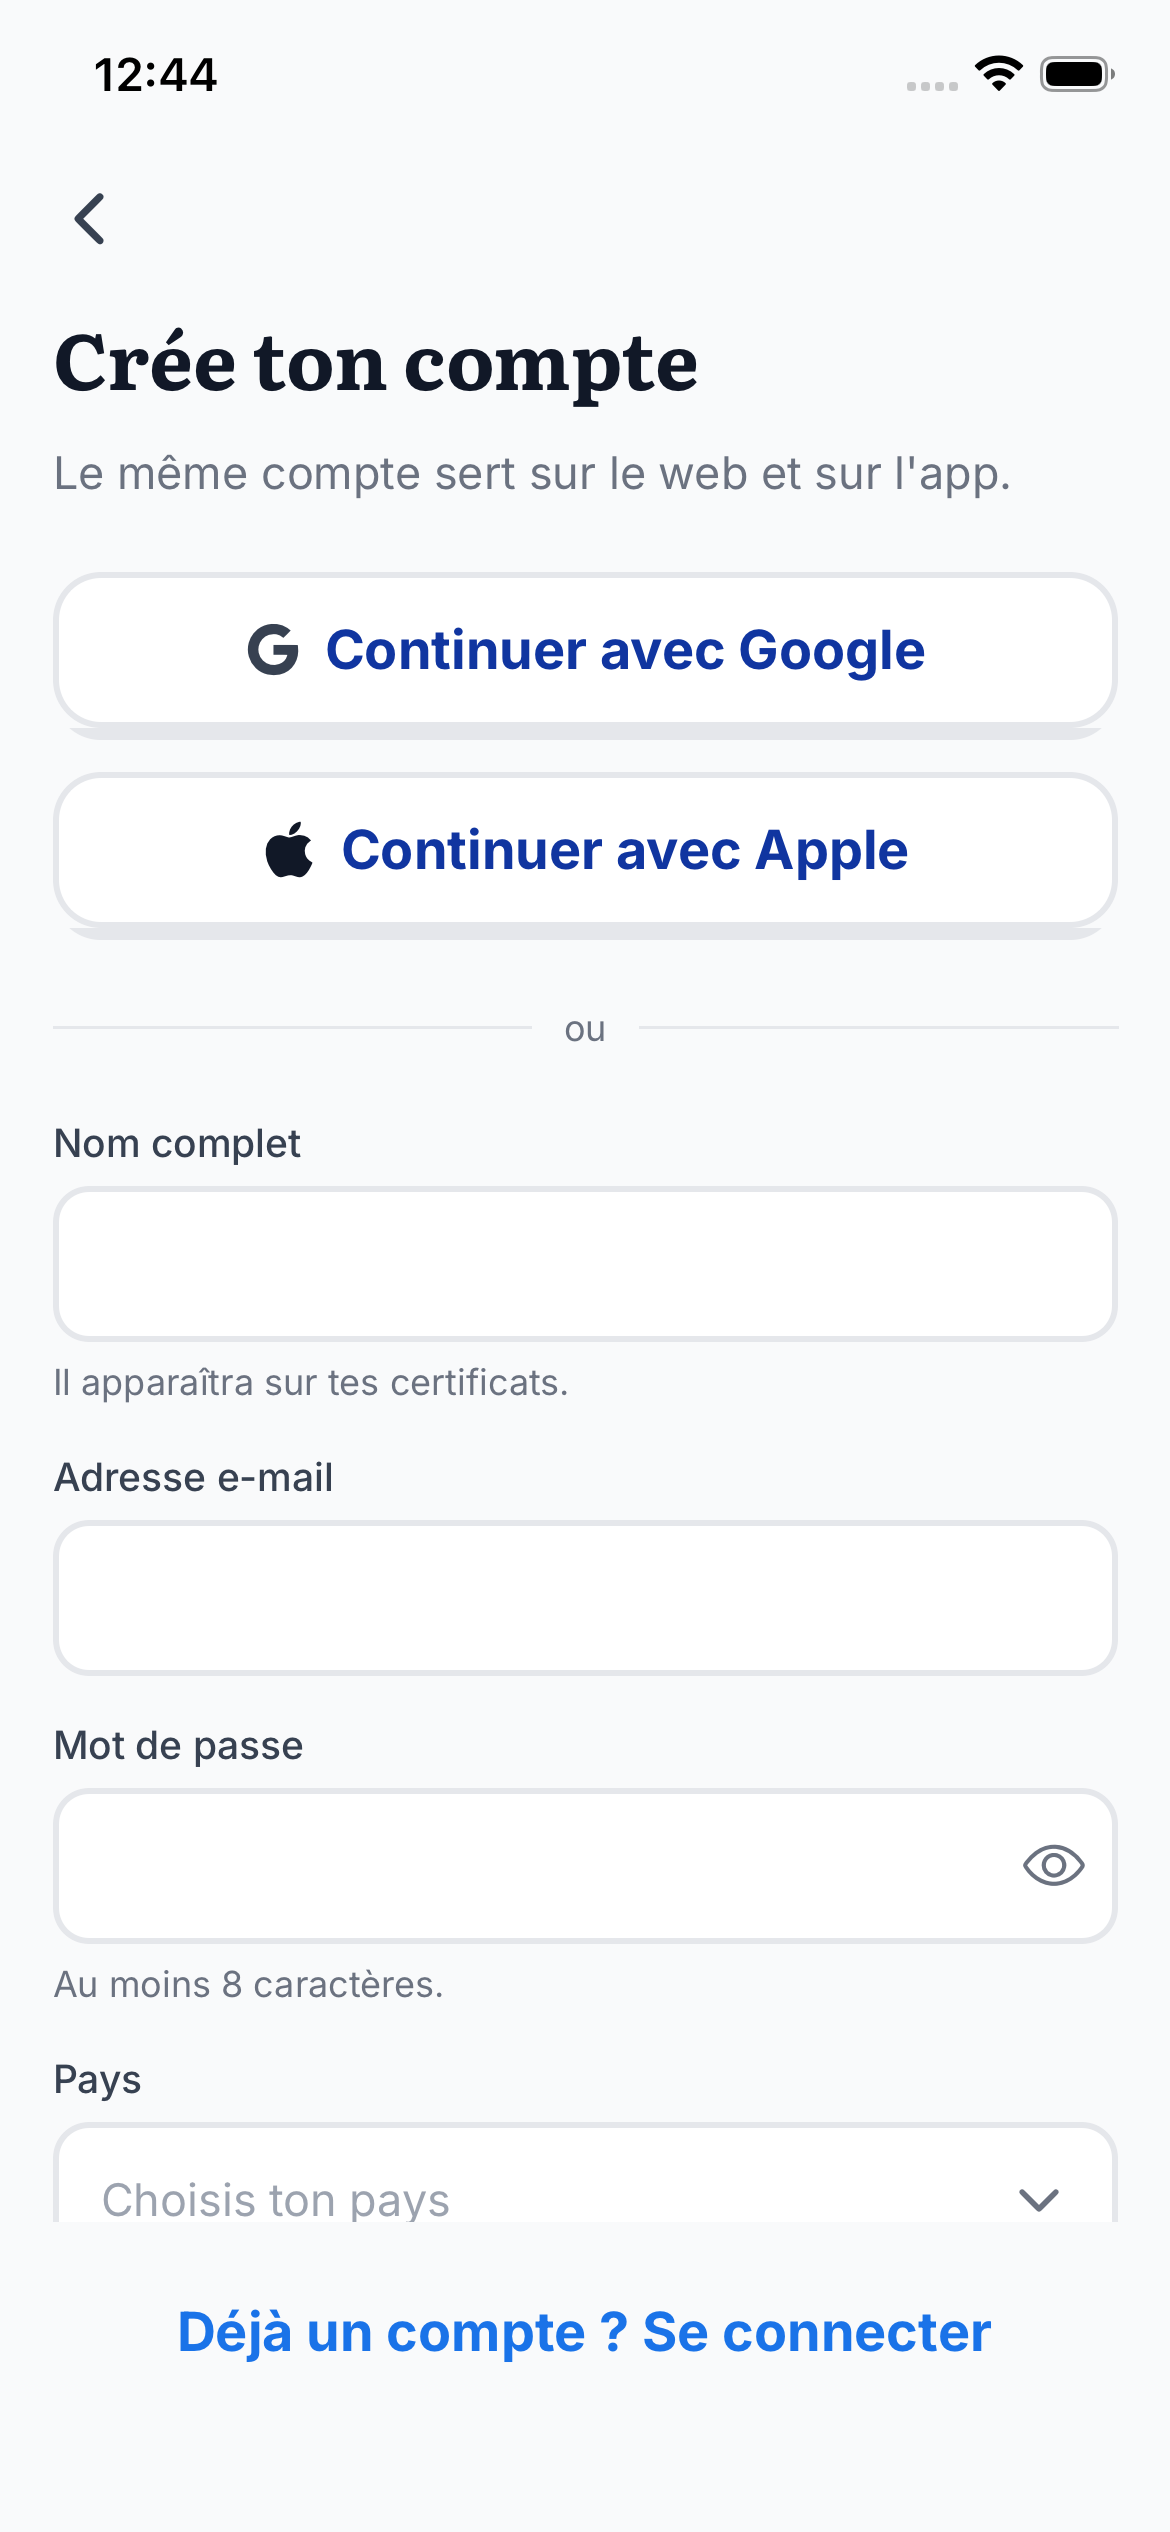 12:44
Crée ton compte
Le même compte sert sur le web et sur l'app.
Continuer avec Google
Continuer avec Apple
ou
Nom complet
Il apparaîtra sur tes certificats.
Adresse e-mail
Mot de passe
Au moins 8 caractères.
Pays
Choisis ton pays
Déjà un compte ? Se connecter